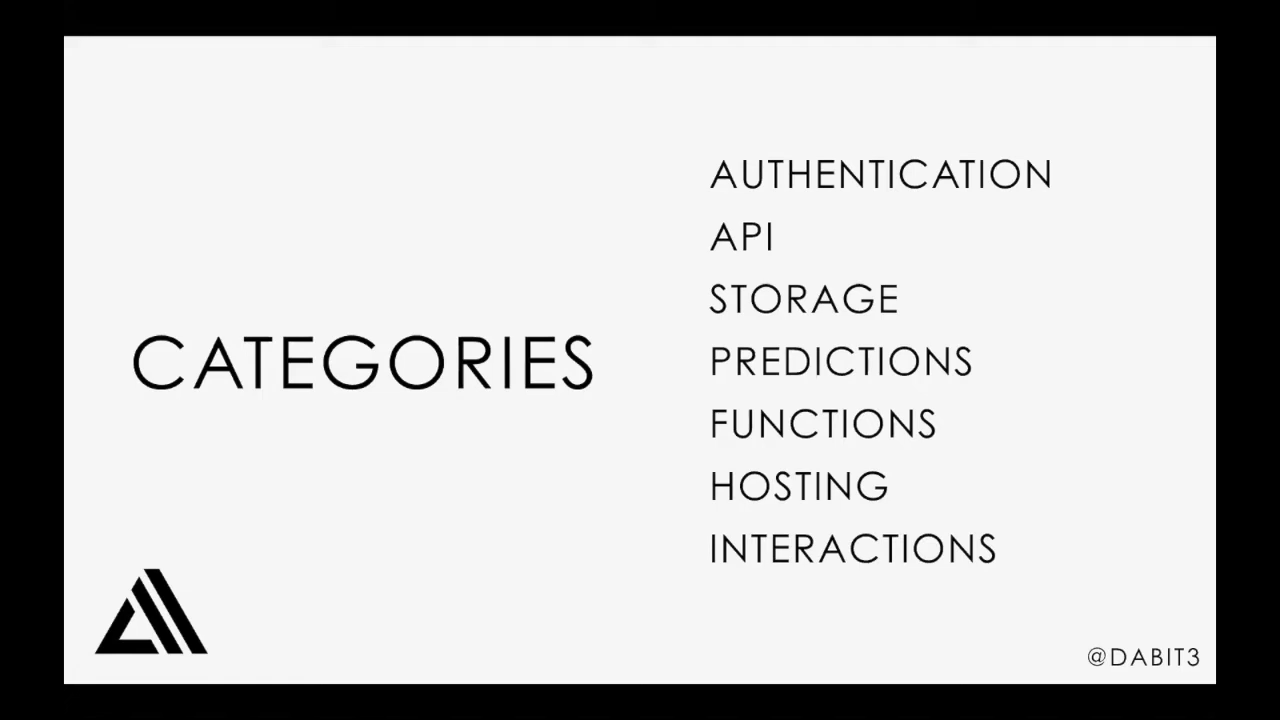 CATEGORIES
AUTHENTICATION
API
STORAGE
PREDICTIONS
FUNCTIONS
HOSTING
INTERACTIONS
@DABIT3